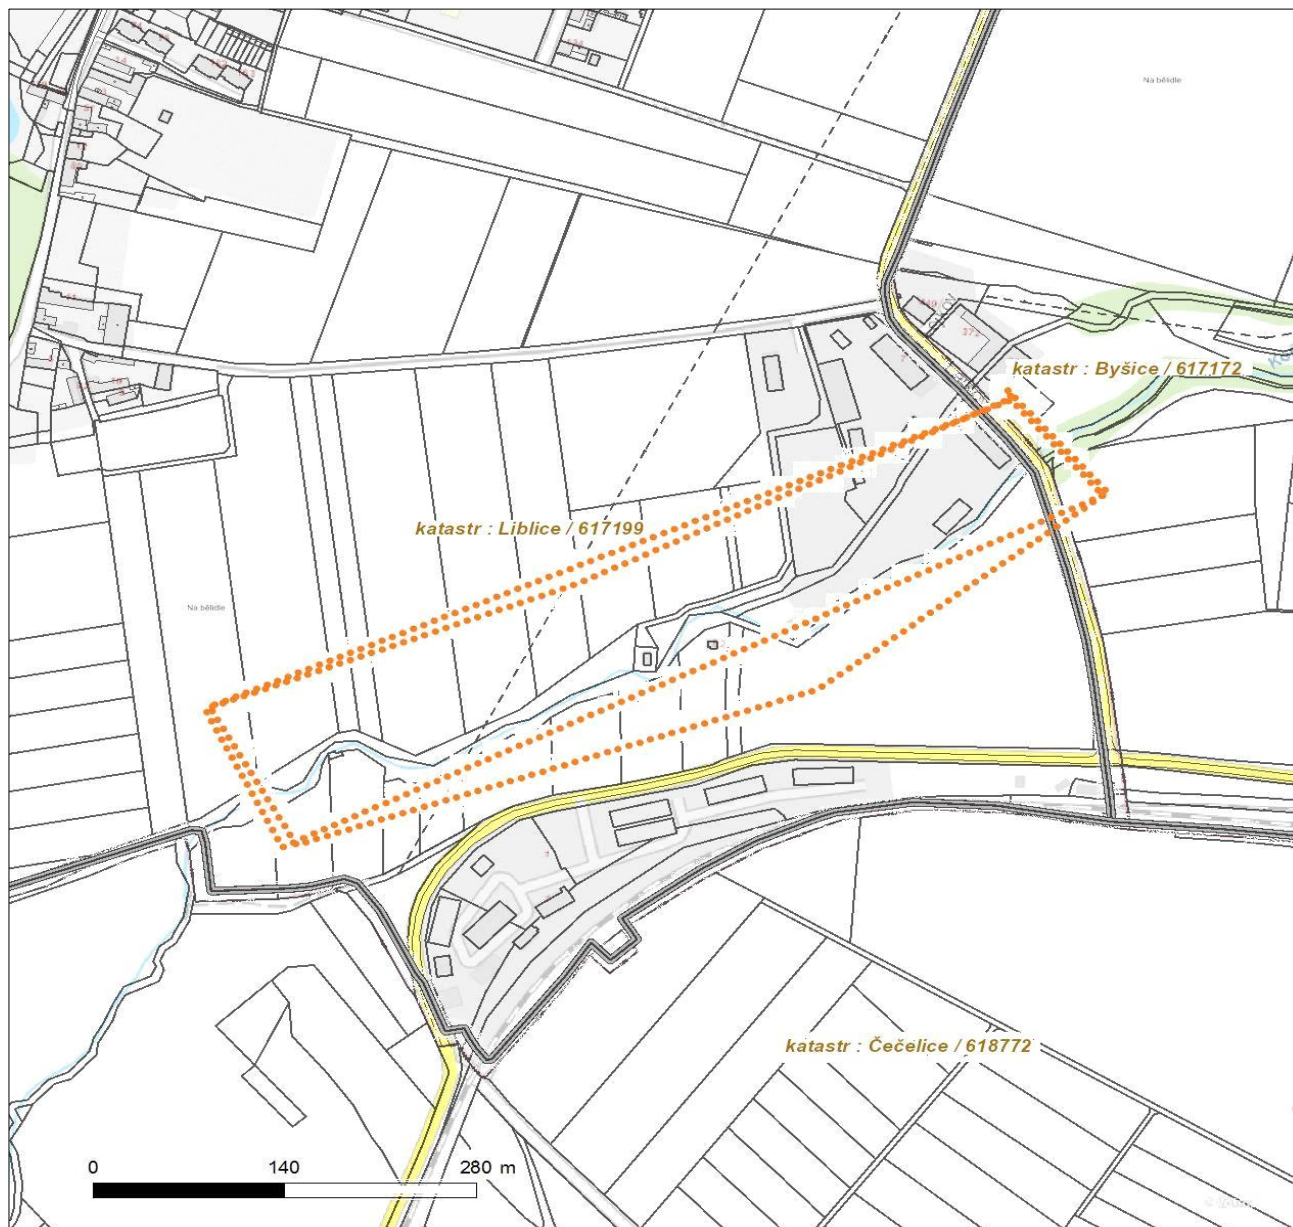 Na bělidle
katastr : Byšice / 617172
katastr : Liblice / 617199
Na bělidle
katastr : Čečelice / 618772
0 140 280 m